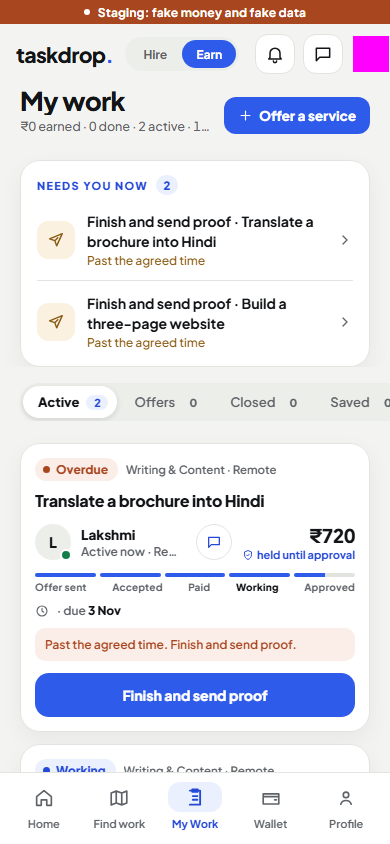 Staging: fake money and fake data
taskdrop.
Hire Earn
My work
₹0 earned · 0 done · 2 active · 1...
+ Offer a service
NEEDS YOU NOW 2
Finish and send proof · Translate a
brochure into Hindi
Past the agreed time
Finish and send proof · Build a
three-page website
Past the agreed time
Active 2 Offers 0 Closed 0 Saved 0
Overdue Writing & Content · Remote
Translate a brochure into Hindi
L
Lakshmi
Active now · Re...
₹720
held until approval
Offer sent Accepted Paid Working Approved
· due 3 Nov
Past the agreed time. Finish and send proof.
Finish and send proof
Working Writing & Content · Remote
Home Find work My Work Wallet Profile